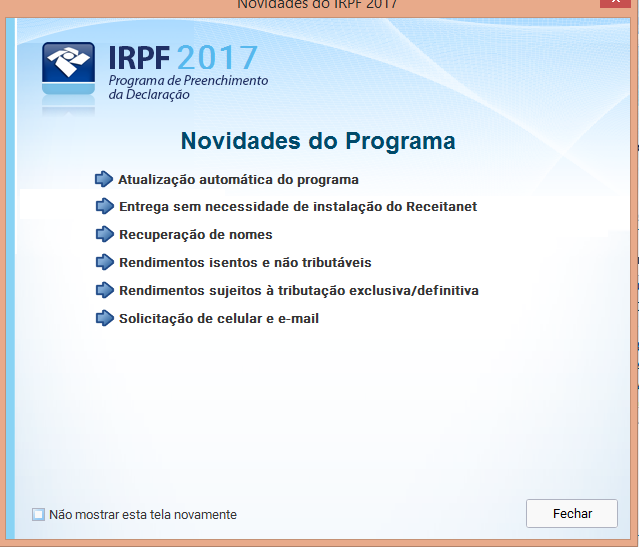 Novidades do IRPF 2017
IRPF 2017
Programa de Preenchimento
da Declaração
Novidades do Programa
Atualização automática do programa
Entrega sem necessidade de instalação do Receitanet
Recuperação de nomes
Rendimentos isentos e não tributáveis
Rendimentos sujeitos à tributação exclusiva/definitiva
Solicitação de celular e e-mail
Não mostrar esta tela novamente
Fechar